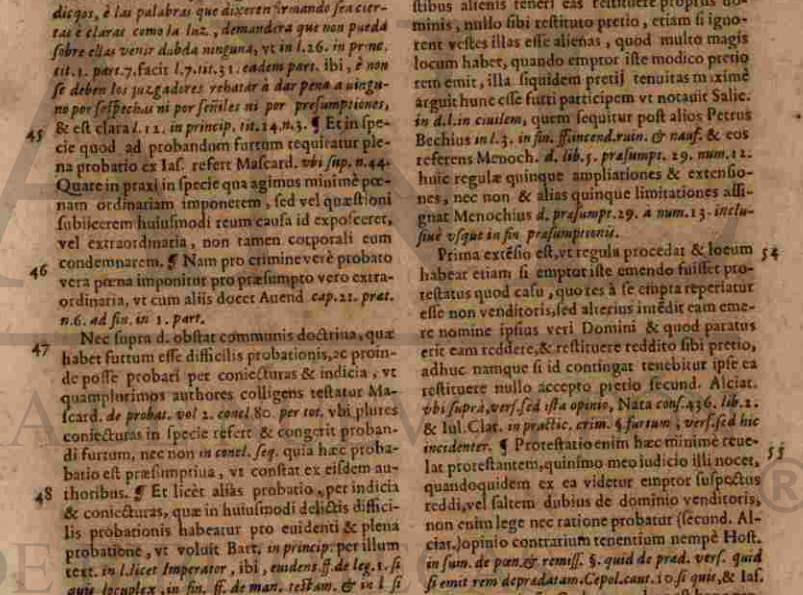 dicços, è las palabras que dixeren firmando sea cier-
tas è claras como la luz, , demandera que non pueda
sobre ellas venir dubda ninguna, vt in l.26. in princ.
tit.1. part.7. facit l.7.tit.31. eadem part. ibi, è non
se deben los juzgadores rebatar à dar pena a ningu-
no por sospechas ni por señiles ni por presumptiones,
45 & est clara l. 12. in princip. tit.14.n.3. ¶ Et in spe-
cie quod ad probandum furtum requiratur ple-
na probatio ex Ias. refert Mascard. vbi sup. n.44.
Quare in praxi in specie qua agimus minimè pœ-
nam ordinariam imponerem, sed vel quæstioni
subijcerem huiusmodi reum causa id exposceret,
vel extraordinaria, non tamen corporali eum
46 condemnarem. ¶ Nam pro crimine verè probato
vera pœna imponitur pro præsumpto vero extra-
ordinaria, vt cum aliis docet Auend cap.21. præt.
n.6. ad fin. in 1. part.
47 Nec supra d. obstat communis doctrina, quæ
habet furtum esse difficilis probationis, ac proin-
de posse probari per coniecturas & indicia, vt
quamplurimos authores colligens testatur Ma-
scard. de probat. vol 2. concl 80. per tot. vbi plures
coniecturas in specie refert & congerit proban-
di furtum, nec non in concl. seq. quia hæc proba-
batio est præsumptiua, vt constat ex eisdem au-
48 thoribus. ¶ Et licèt aliàs probatio, per indicia
& coniecturas, quæ in huiusmodi delictis diffici-
lis probationis habeatur pro euidenti & plena
probatione, vt voluit Bart. in princip. per illum
text. in l.licet Imperator, ibi, euidens ff.de leg.1. si
quis locuplex, in fin. ff. de man. testam. & in l si
stibus alienis teneri eas restituere propriis do-
minis, nullo sibi restituto pretio, etiam si igno-
rent vestes illas esse alienas, quod multo magis
locum habet, quando emptor iste modico pretio
rem emit, illa siquidem pretij tenuitas maximè
arguit hunc esse furti participem vt notauit Salic.
in d.l.in ciuilem, quem sequitur post alios Petrus
Bechius in l.3. in fin. ff.incend.ruin. & nauf. & eos
referens Menoch. d. lib.5. præsumpt. 29. num.12.
huic regulæ quinque ampliationes & extensio-
nes, nec non & alias quinque limitationes assi-
gnat Menochius d. præsumpt.29. à num.13. inclu-
siuè vsque in fin præsumptionis.
Prima extẽsio est, vt regula procedat & locum 54
habeat etiam si emptor iste emendo fuisset pro-
testatus quod casu, quo res à se empta reperiatur
esse non venditoris, sed alterius intẽdit eam eme-
re nomine ipsius veri Domini & quod paratus
erit eam reddere, & restituere reddito sibi pretio,
adhuc namque si id contingat tenebitur ipse ea
restituere nullo accepto pretio secund. Alciat.
vbi supra, vers. sed ista opinio, Nata cons.436. lib.2.
& Iul.Clar. in practic. crim. §.furtum, vers.sed hic
incidenter. ¶ Protestatio enim hæc minimè reue- 55
lat protestantem, quinimo meo iudicio illi nocet,
quandoquidem ex ea videtur emptor suspectus
reddi, vel saltem dubius de dominio venditoris,
non enim lege nec ratione probatur (secund. Al-
ciat.) opinio contrarium tenentium nempè Host.
in sum. de pœn.& remiss. §. quid de præd. vers. quid
si emit rem depradatam. Cepol.caut.10.si quis, & Ias.